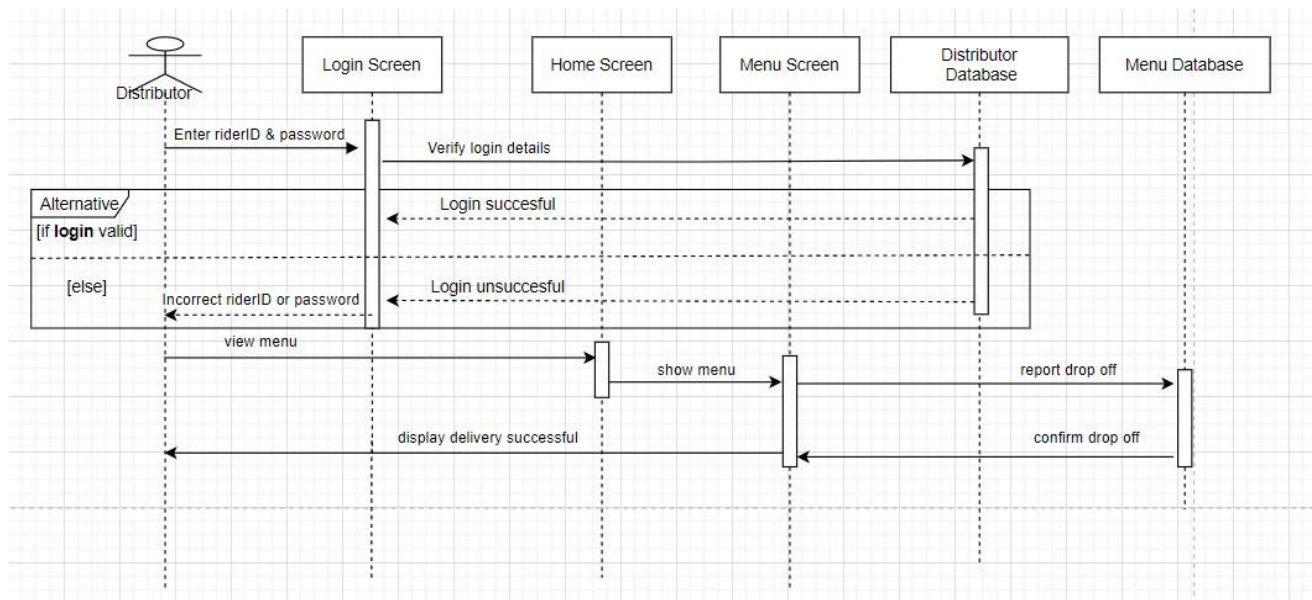 Distributor
Login Screen
Home Screen
Menu Screen
Distributor
Database
Menu Database
Enter riderID & password
Verify login details
Alternative
Login succesful
[if login valid]
[else]
Login unsuccesful
Incorrect riderID or password
view menu
show menu
report drop off
display delivery successful
confirm drop off